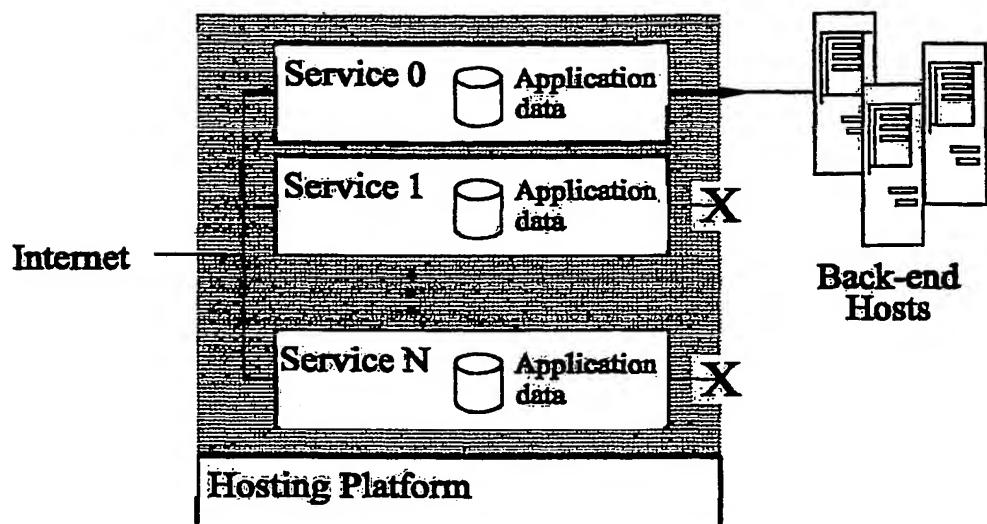 Service 0
Application
data
Service 1
Application
data
X
Internet
Back-end
Hosts
Service N
Application
data
X
Hosting Platform